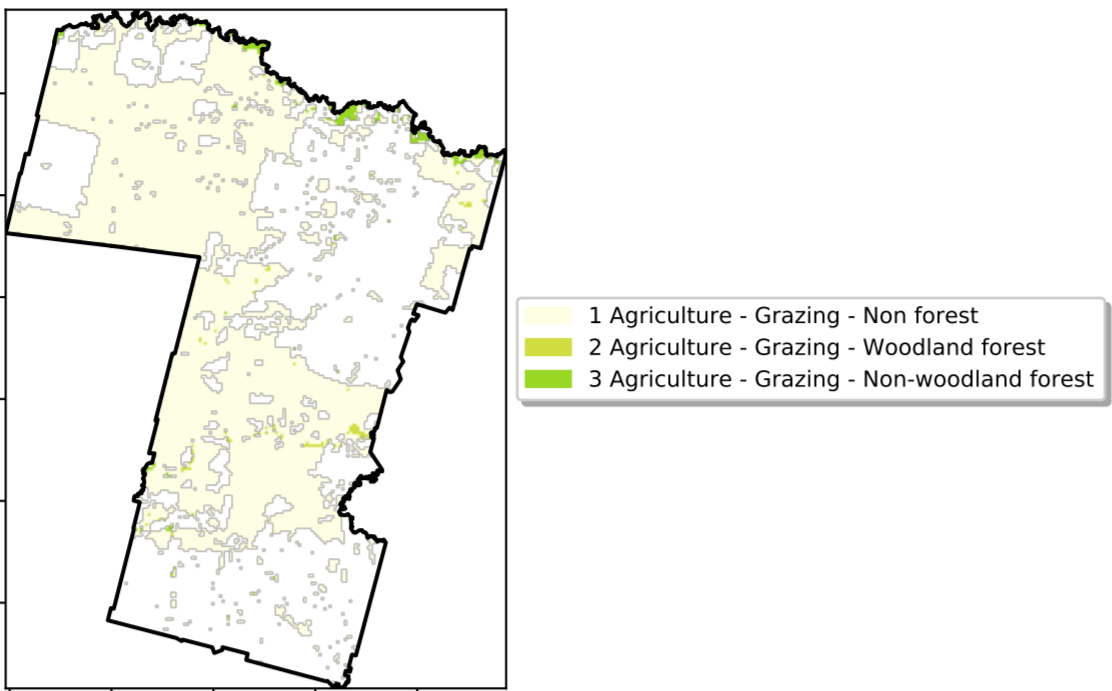 1 Agriculture - Grazing - Non forest
2 Agriculture - Grazing - Woodland forest
3 Agriculture - Grazing - Non-woodland forest